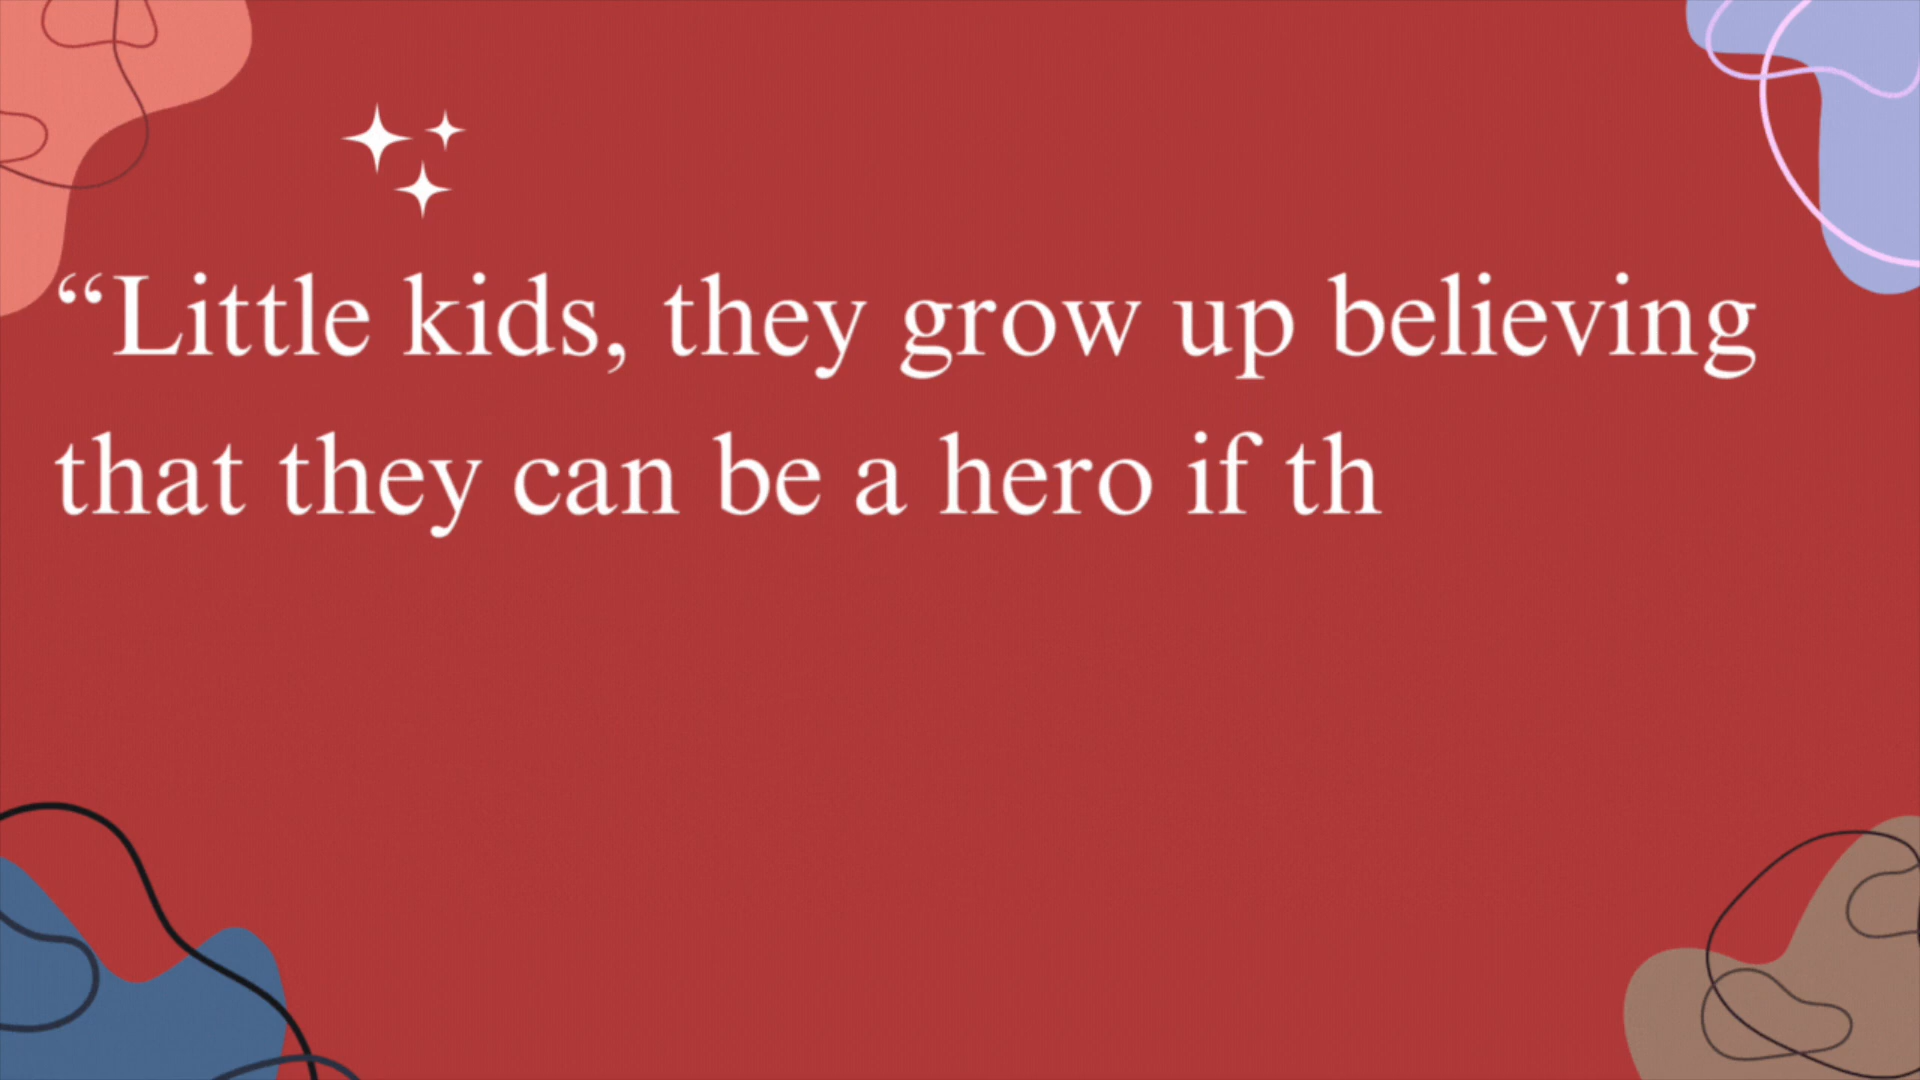 “Little kids, they grow up believing
that they can be a hero if th